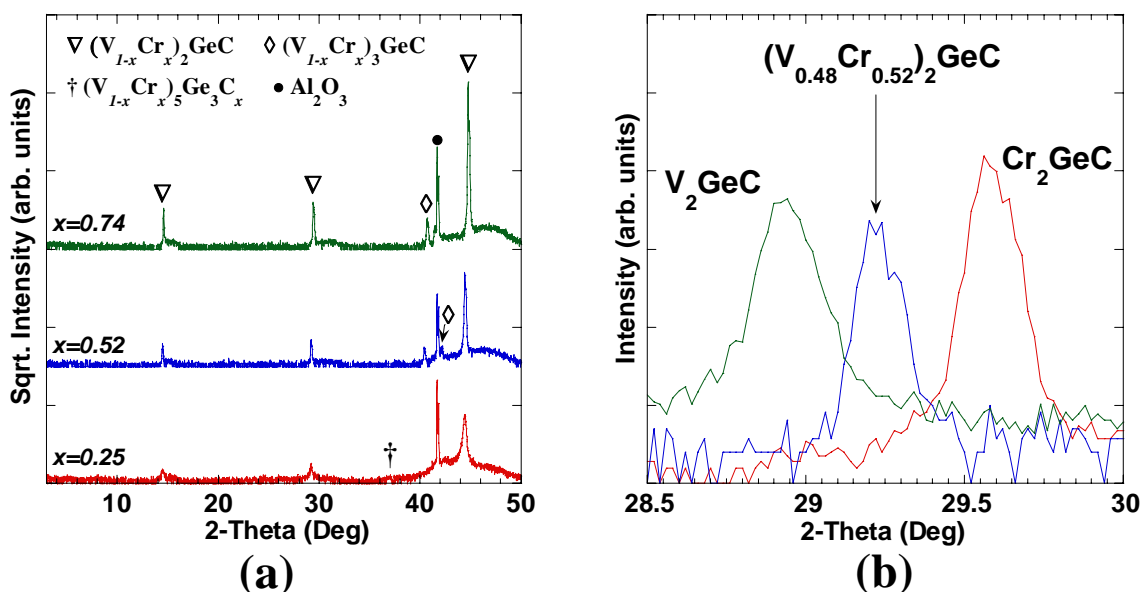 ▽ (V1-xCrx)2GeC ◊ (V1-xCrx)3GeC
† (V1-xCrx)5Ge3Cx ● Al2O3
x=0.74
x=0.52
x=0.25
†
Sqrt. Intensity (arb. units)
10 20 30 40 50
2-Theta (Deg)
(a)
(V0.48Cr0.52)2GeC
V2GeC
Cr2GeC
Intensity (arb. units)
28.5 29 29.5 30
2-Theta (Deg)
(b)